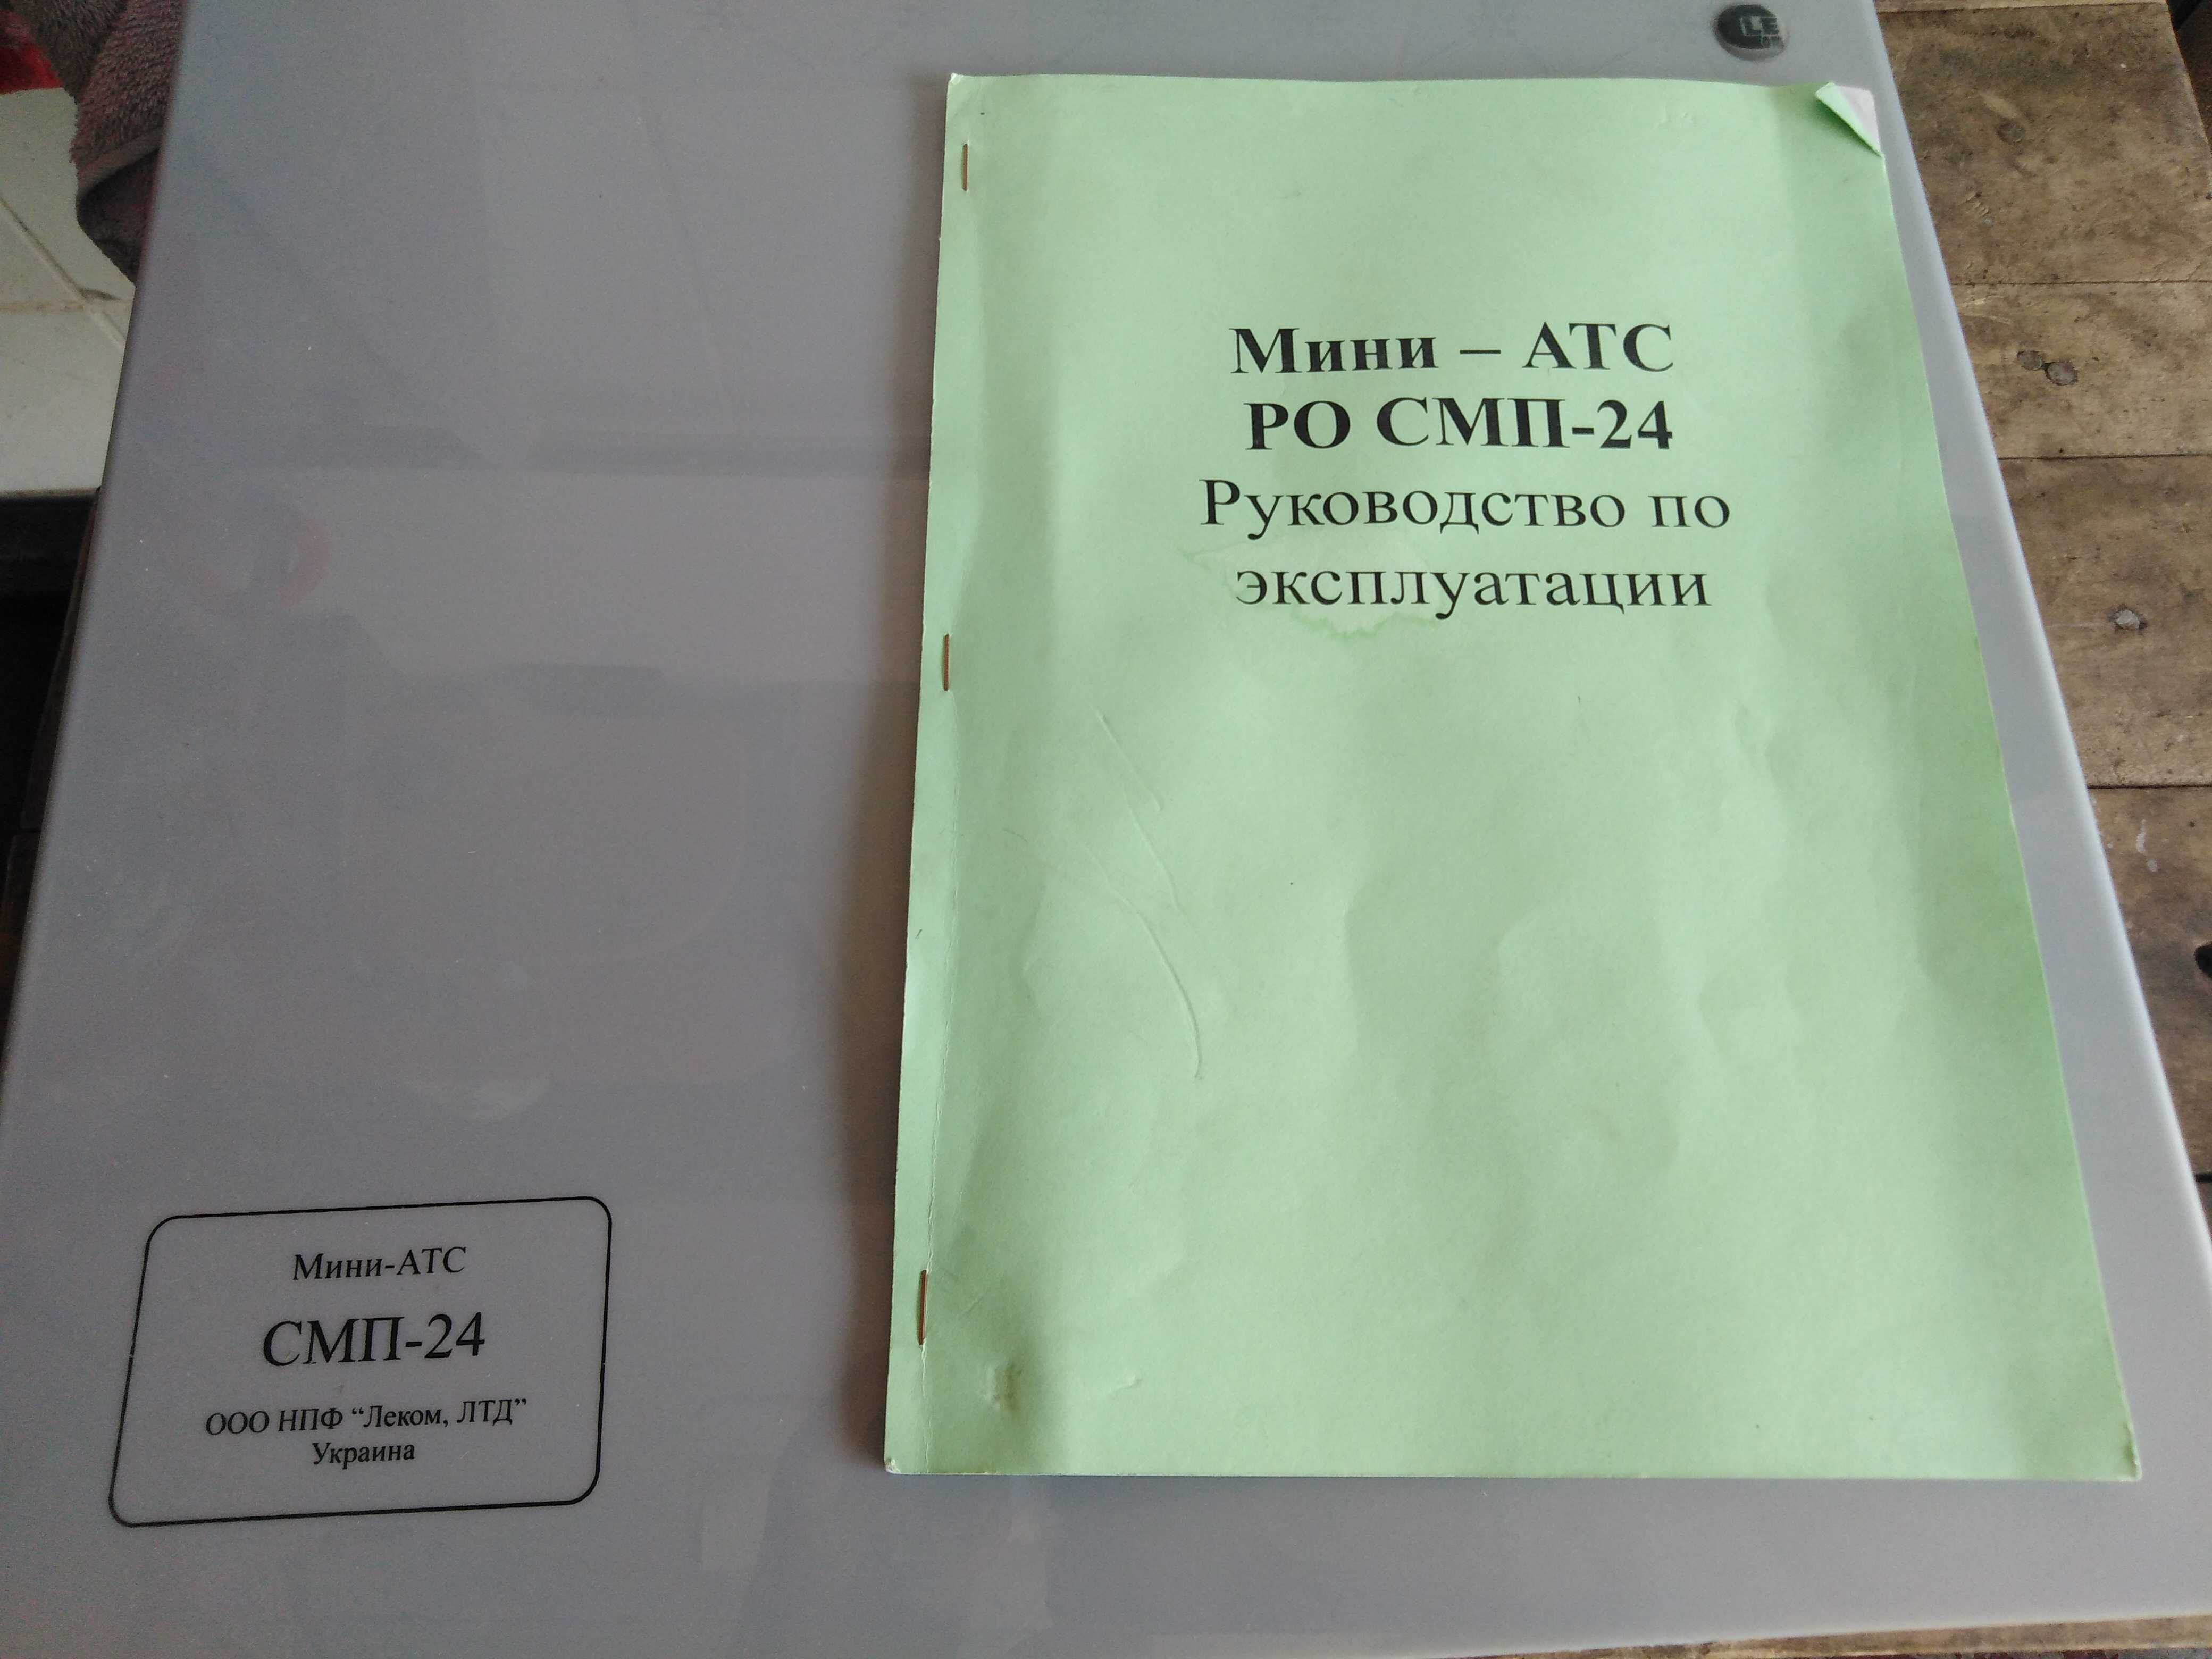 Мини – АТС
РО СМП-24
Руководство по
эксплуатации
Мини-АТС
СМП-24
ООО НПФ “Леком, ЛТД”
Украина